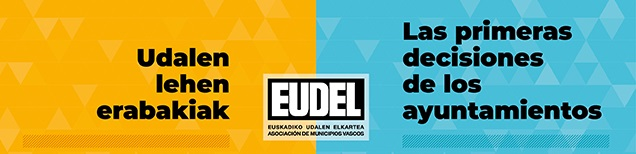 Udalen
lehen
erabakiak
EUDEL
EUSKADIKO UDALEN ELKARTEA
ASOCIACIÓN DE MUNICIPIOS VASCOS
Las primeras
decisiones
de los
ayuntamientos